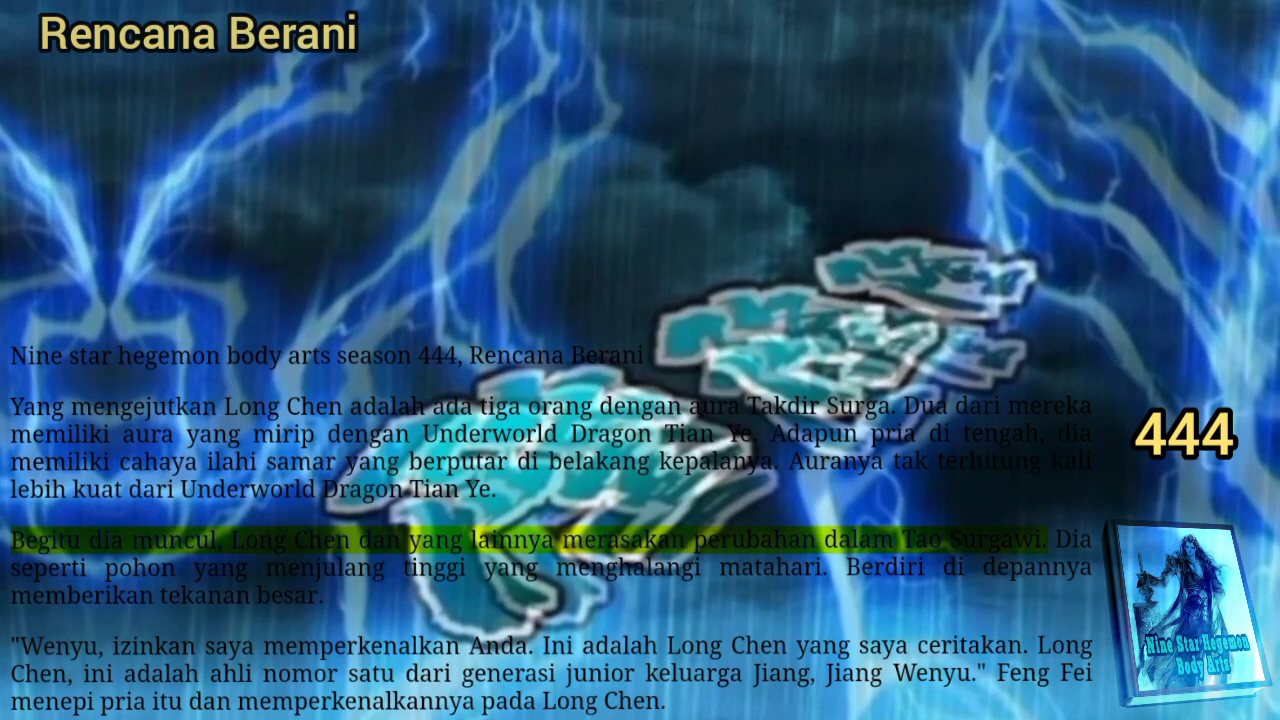 Rencana Berani
Nine star hegemon body arts season 444, Rencana Berani
Yang mengejutkan Long Chen adalah ada tiga orang dengan aura Takdir Surga. Dua dari mereka
memiliki aura yang mirip dengan Underworld Dragon Tian Ye. Adapun pria di tengah, dia
memiliki cahaya ilahi samar yang berputar di belakang kepalanya. Auranya tak terhitung kali
lebih kuat dari Underworld Dragon Tian Ye.
444
Begitu dia muncul, Long Chen dan yang lainnya merasakan perubahan dalam Tao Surgawi. Dia
seperti pohon yang menjulang tinggi yang menghalangi matahari. Berdiri di depannya
memberikan tekanan besar.
"Wenyu, izinkan saya memperkenalkan Anda. Ini adalah Long Chen yang saya ceritakan. Long
Chen, ini adalah ahli nomor satu dari generasi junior keluarga Jiang, Jiang Wenyu." Feng Fei
menepi pria itu dan memperkenalkannya pada Long Chen.
Nine Star Hegemon
Body Arts